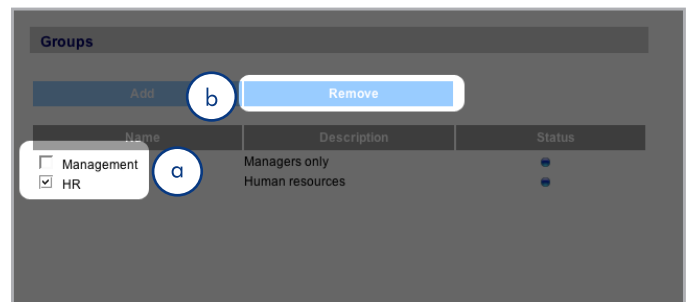 Groups
Add b Remove
Name Description Status
Management Managers only
a
HR Human resources